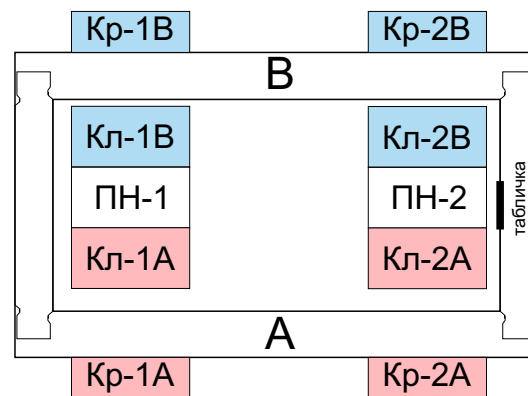 Кр-1В Кр-2В
В
Кл-1В Кл-2В
ПН-1 ПН-2
табличка
Кл-1А Кл-2А
А
Кр-1А Кр-2А